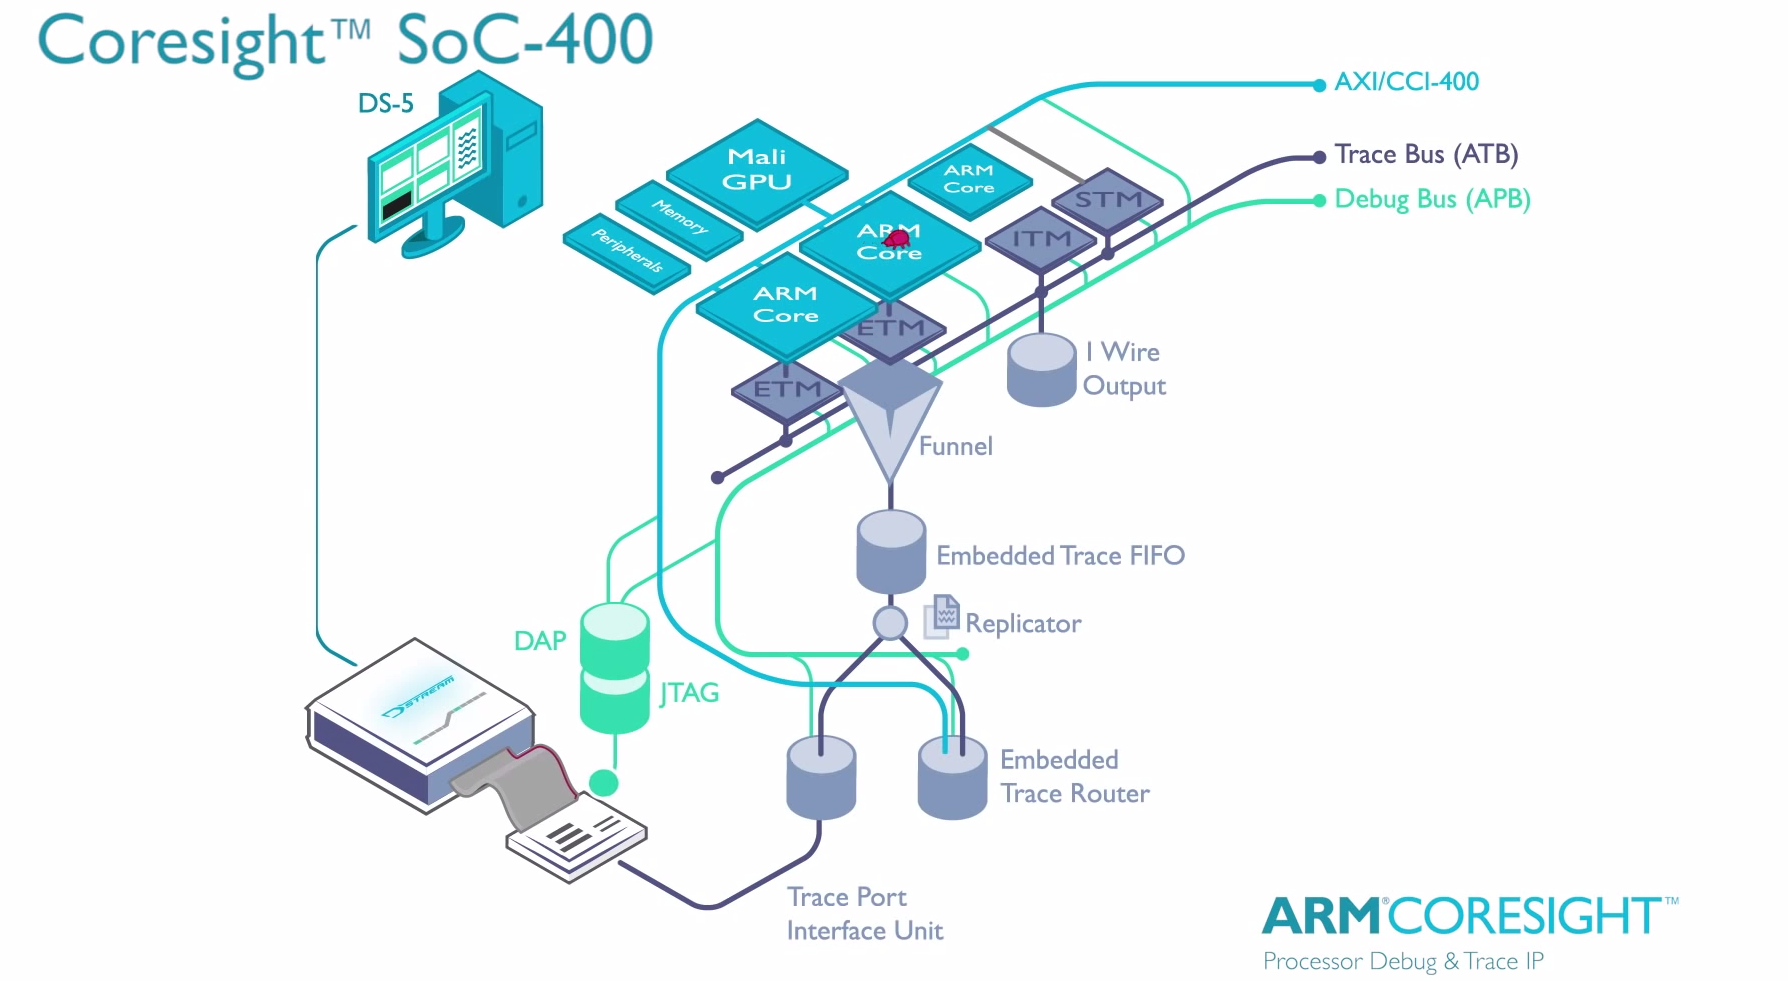 Coresight™ SoC-400
DS-5
AXI/CCI-400
Trace Bus (ATB)
Debug Bus (APB)
Mali
GPU
Memory
Peripherals
ARM
Core
ARM
Core
ARM
Core
STM
ITM
ETM
ETM
1 Wire
Output
Funnel
Embedded Trace FIFO
Replicator
DAP
JTAG
DSTREAM
Embedded
Trace Router
Trace Port
Interface Unit
ARM®CORESIGHT™
Processor Debug & Trace IP